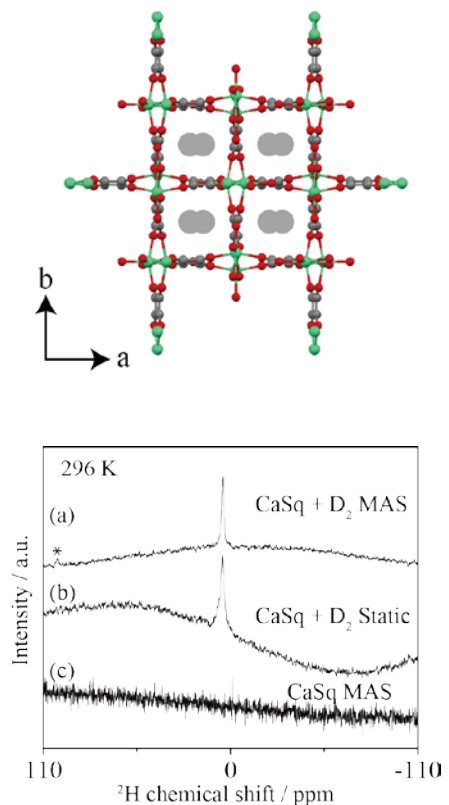 b
a
296 K
(a)
CaSq + D₂ MAS
*
(b)
CaSq + D₂ Static
(c)
CaSq MAS
Intensity / a.u.
110 0 -110
²H chemical shift / ppm